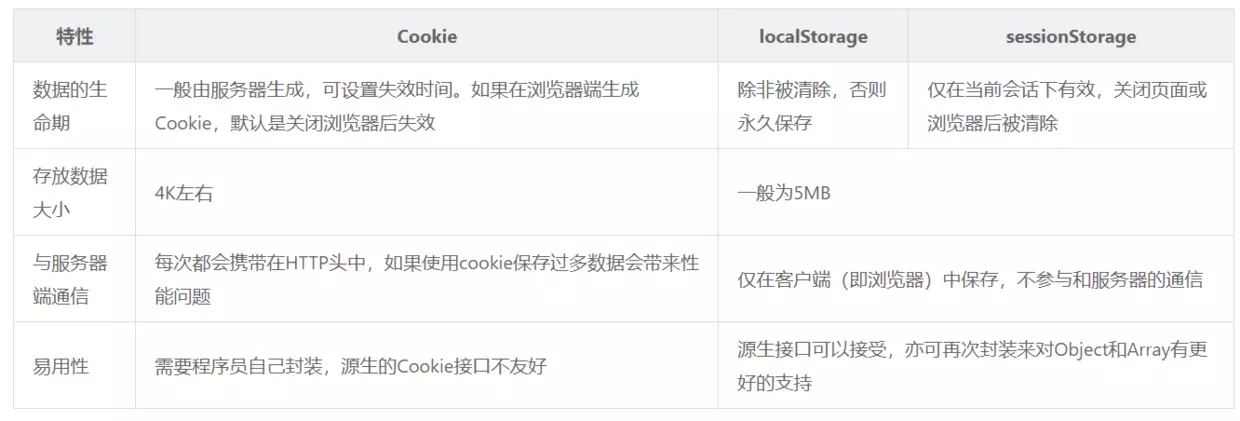 特性
Cookie
localStorage
sessionStorage
数据的生
命期
一般由服务器生成，可设置失效时间。如果在浏览器端生成
Cookie，默认是关闭浏览器后失效
除非被清除，否则
永久保存
仅在当前会话下有效，关闭页面或
浏览器后被清除
存放数据
大小
4K左右
一般为5MB
与服务器
端通信
每次都会携带在HTTP头中，如果使用cookie保存过多数据会带来性
能问题
仅在客户端（即浏览器）中保存，不参与和服务器的通信
易用性
需要程序员自己封装，源生的Cookie接口不友好
源生接口可以接受，亦可再次封装来对Object和Array有更
好的支持